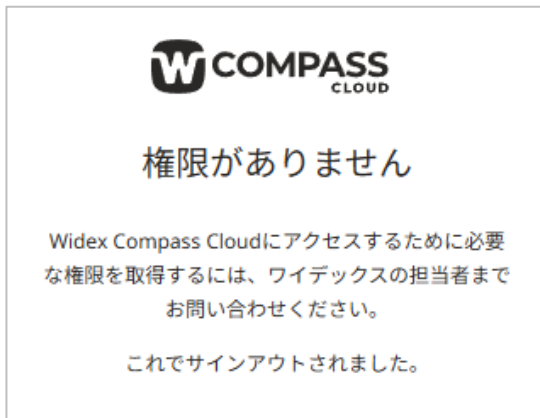 W COMPASS
CLOUD
権限がありません
Widex Compass Cloudにアクセスするために必要
な権限を取得するには、ワイデックスの担当者まで
お問い合わせください。
これでサインアウトされました。